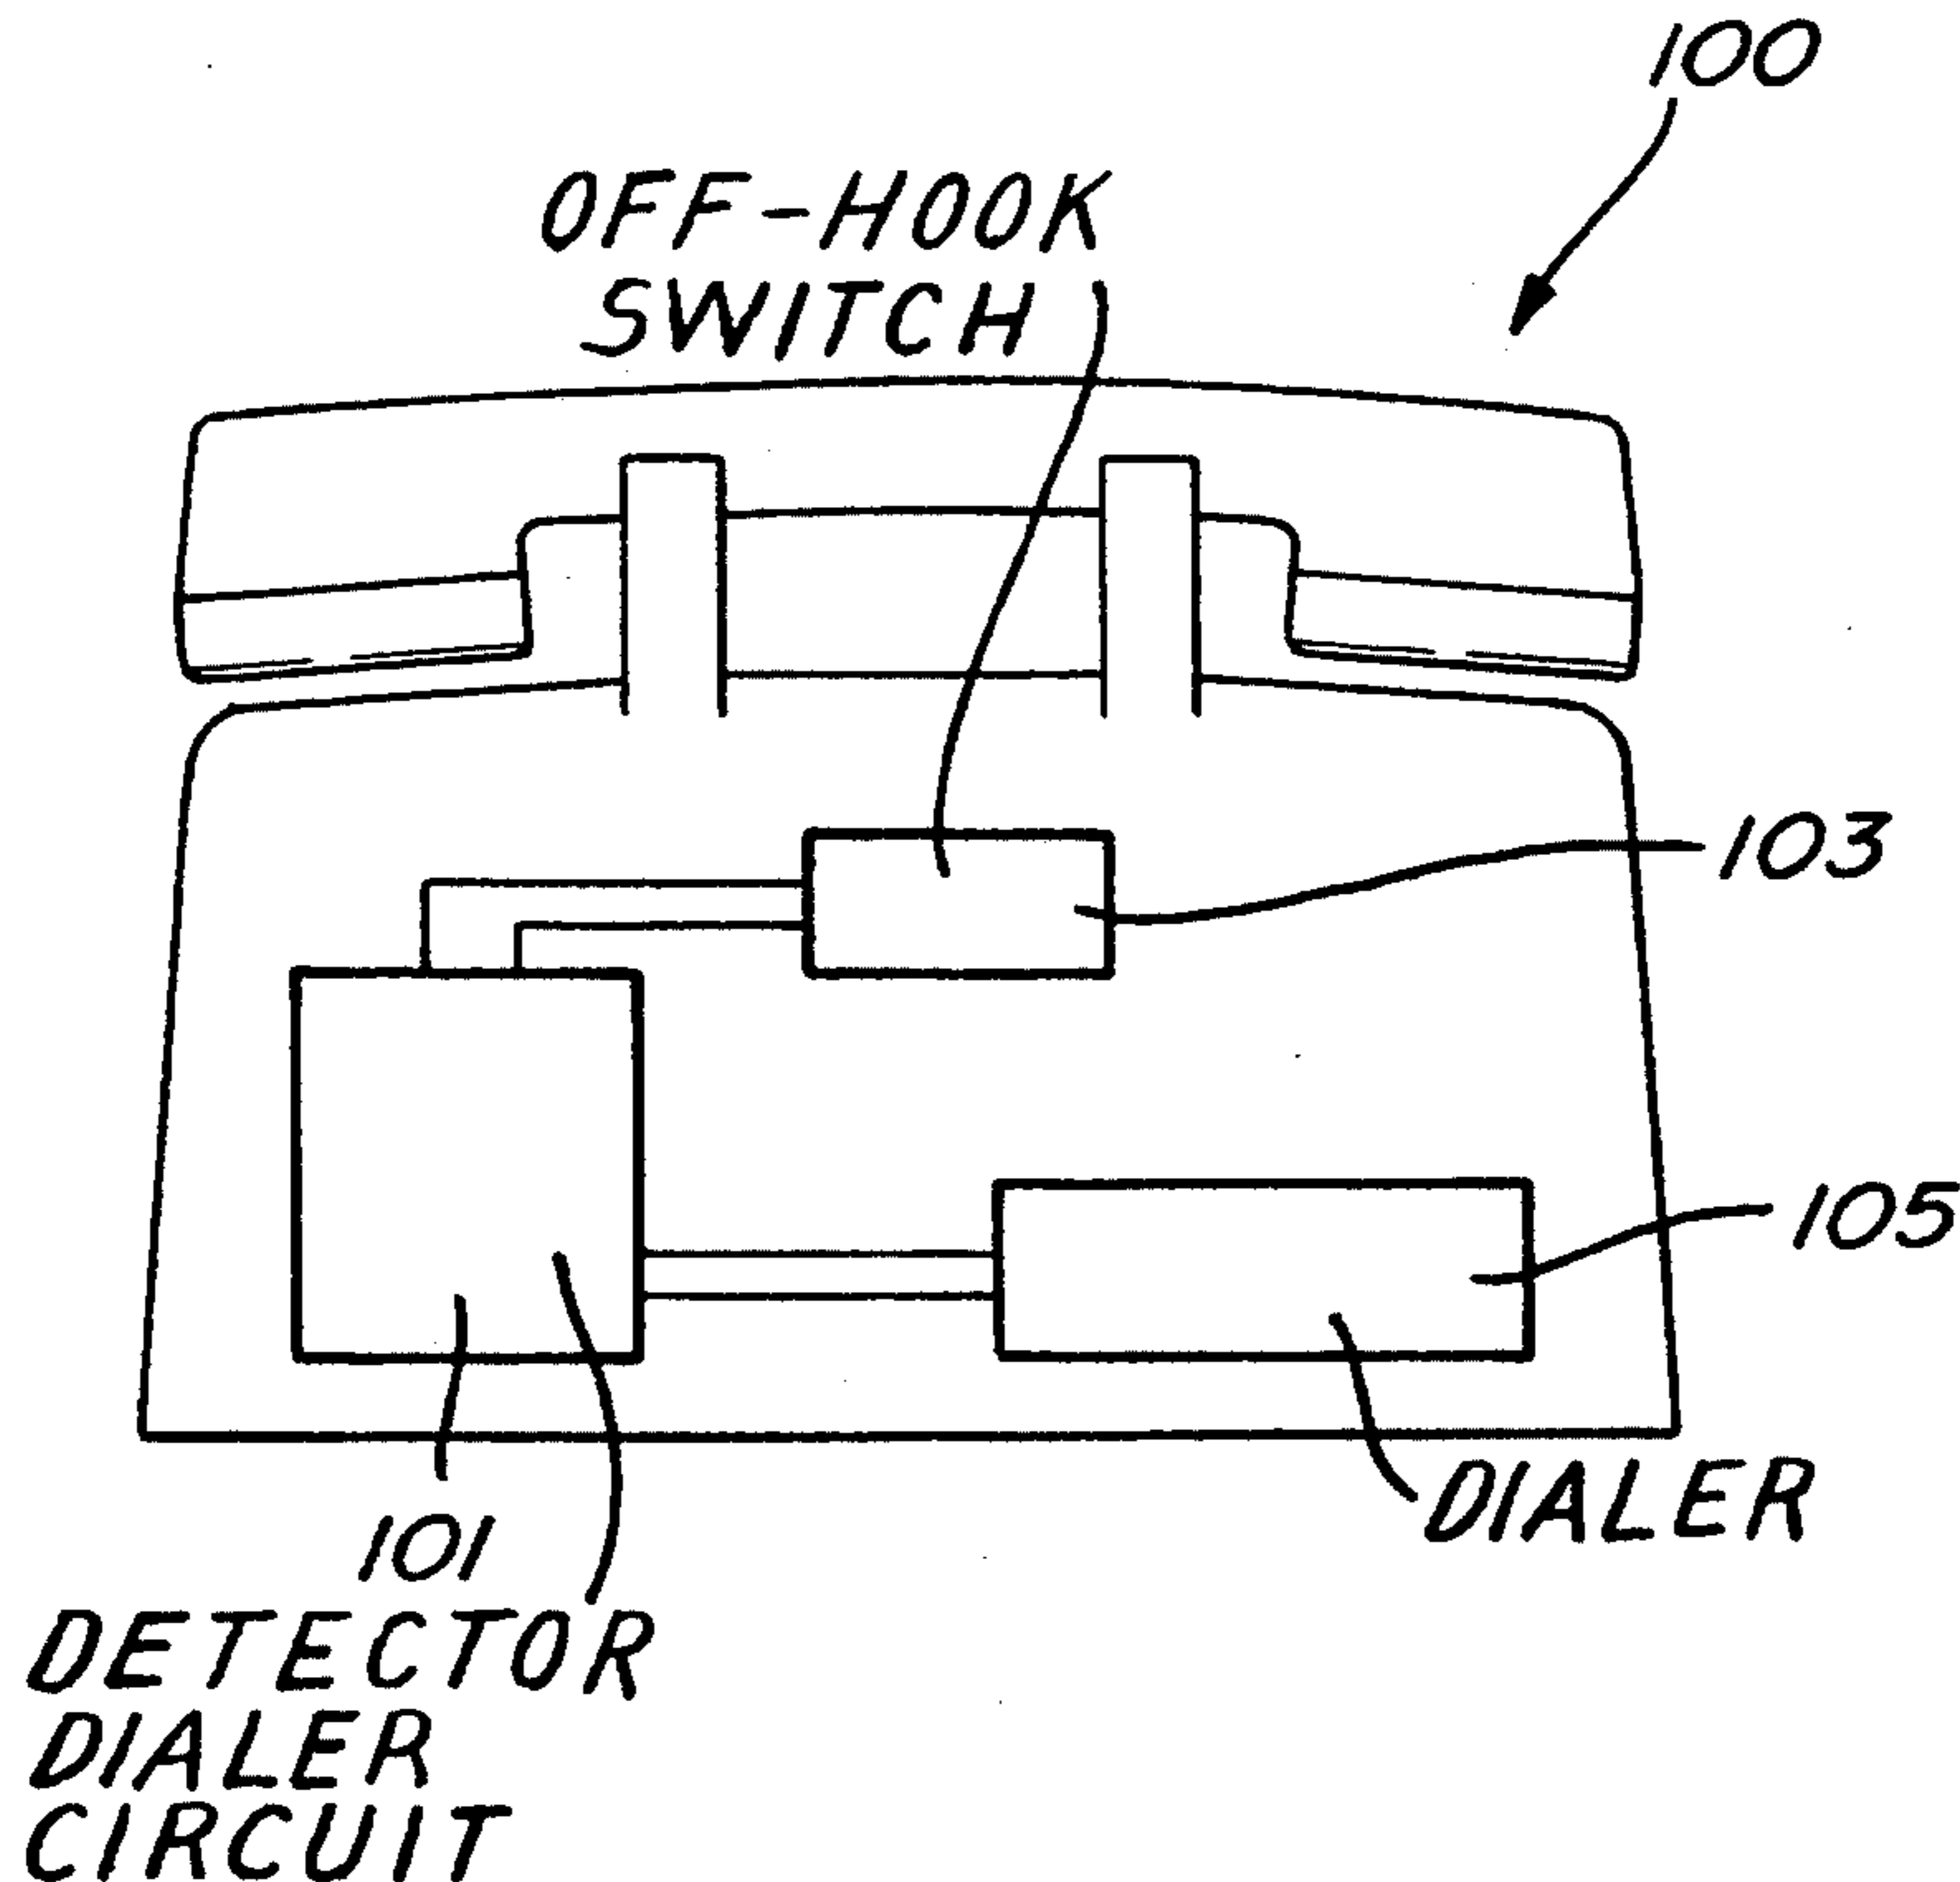 100
OFF-HOOK
SWITCH
103
105
DIALER
101
DETECTOR
DIALER
CIRCUIT